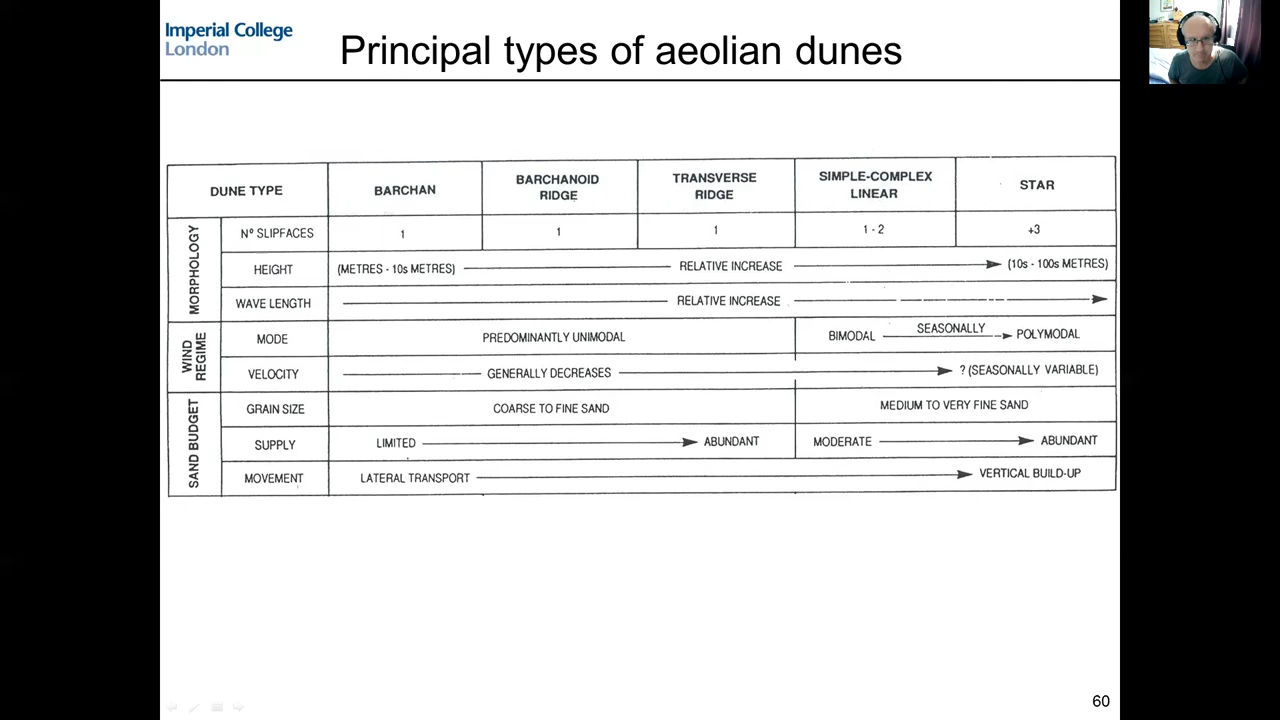 Imperial College
London
Principal types of aeolian dunes
DUNE TYPE
BARCHAN
BARCHANOID
RIDGE
TRANSVERSE
RIDGE
SIMPLE-COMPLEX
LINEAR
STAR
MORPHOLOGY
Nº SLIPFACES
1
1
1
1 - 2
+3
HEIGHT
(METRES - 10s METRES)
RELATIVE INCREASE
(10s - 100s METRES)
WAVE LENGTH
RELATIVE INCREASE
WIND
REGIME
MODE
PREDOMINANTLY UNIMODAL
BIMODAL
SEASONALLY
POLYMODAL
VELOCITY
GENERALLY DECREASES
? (SEASONALLY VARIABLE)
SAND BUDGET
GRAIN SIZE
COARSE TO FINE SAND
MEDIUM TO VERY FINE SAND
SUPPLY
LIMITED
ABUNDANT
MODERATE
ABUNDANT
MOVEMENT
LATERAL TRANSPORT
VERTICAL BUILD-UP
60